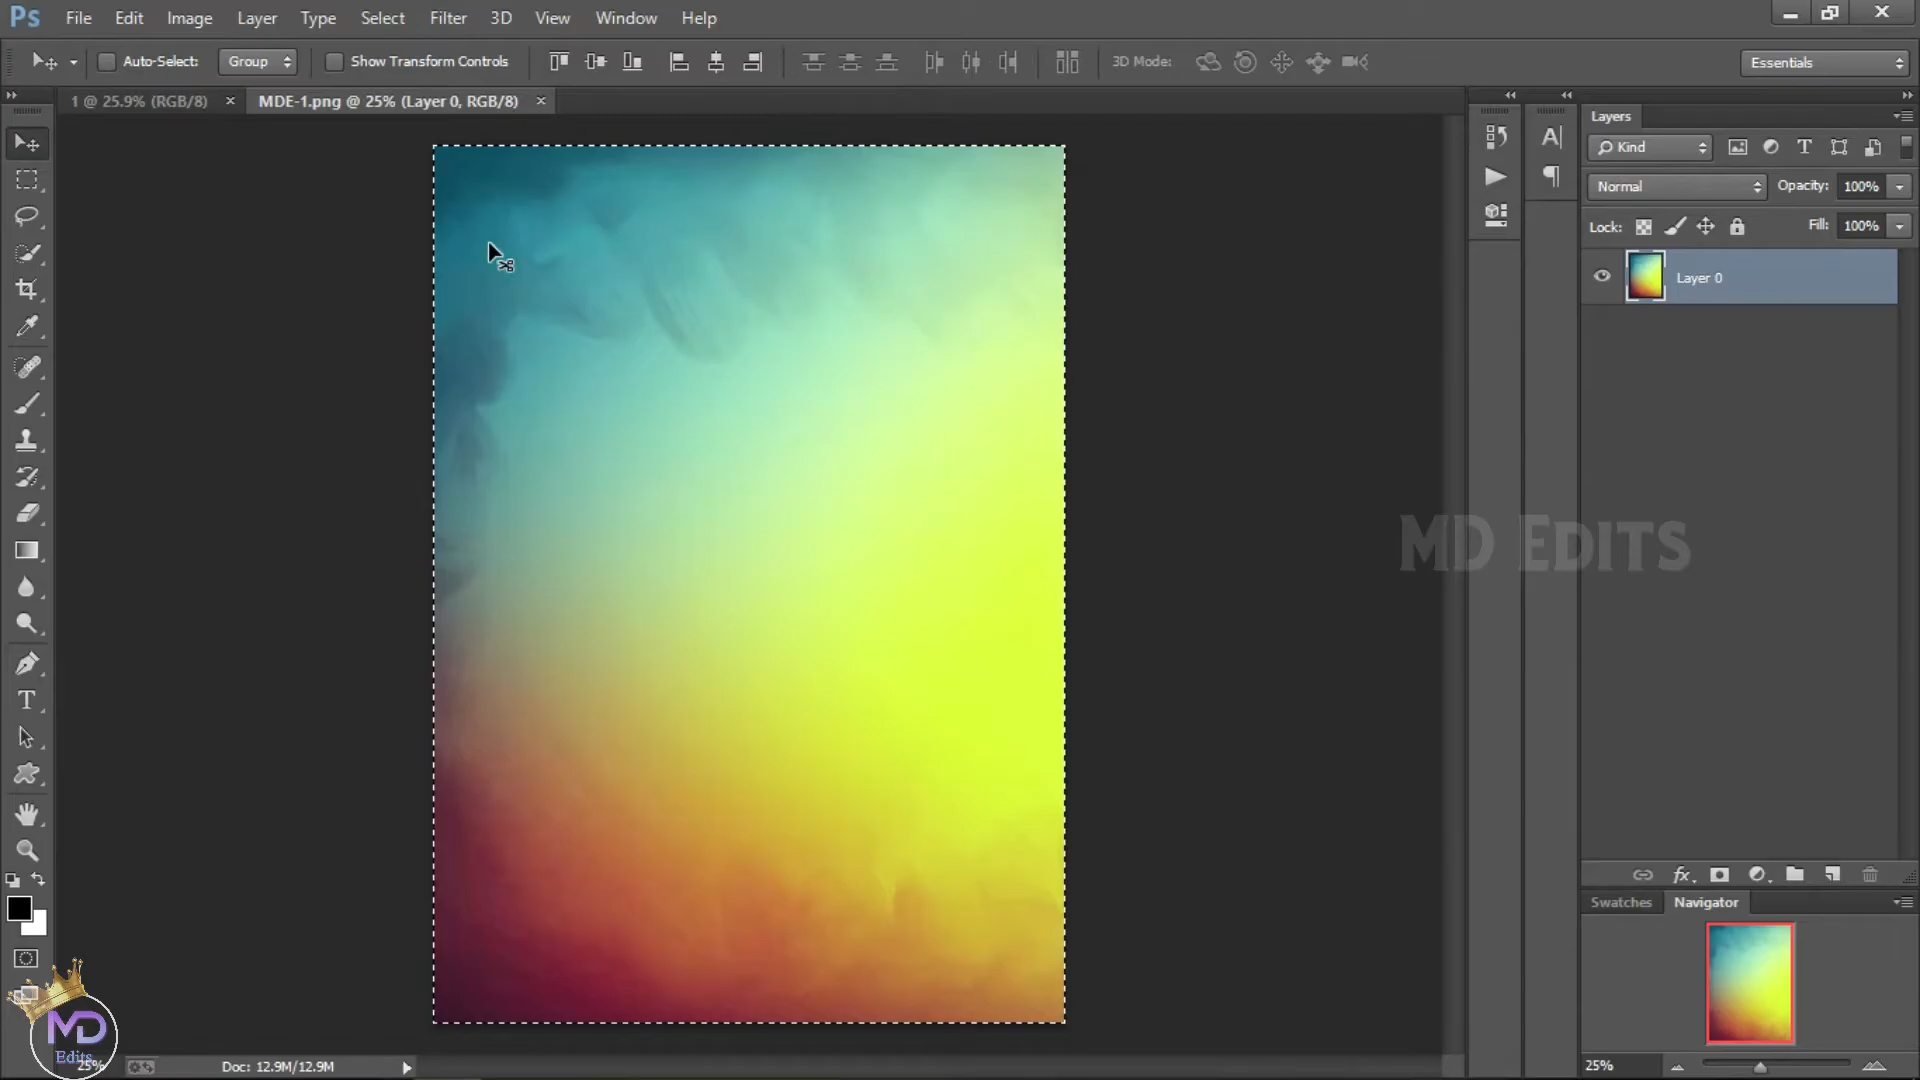 Ps File Edit Image Layer Type Select Filter 3D View Window Help
Auto-Select: Group Show Transform Controls 3D Mode: Essentials
1 @ 25.9% (RGB/8) × MDE-1.png @ 25% (Layer 0, RGB/8) ×
Layers
Kind
Normal Opacity: 100%
Lock: Fill: 100%
Layer 0
MD Edits
Swatches Navigator
MD
Edits
25% Doc: 12.9M/12.9M
25%